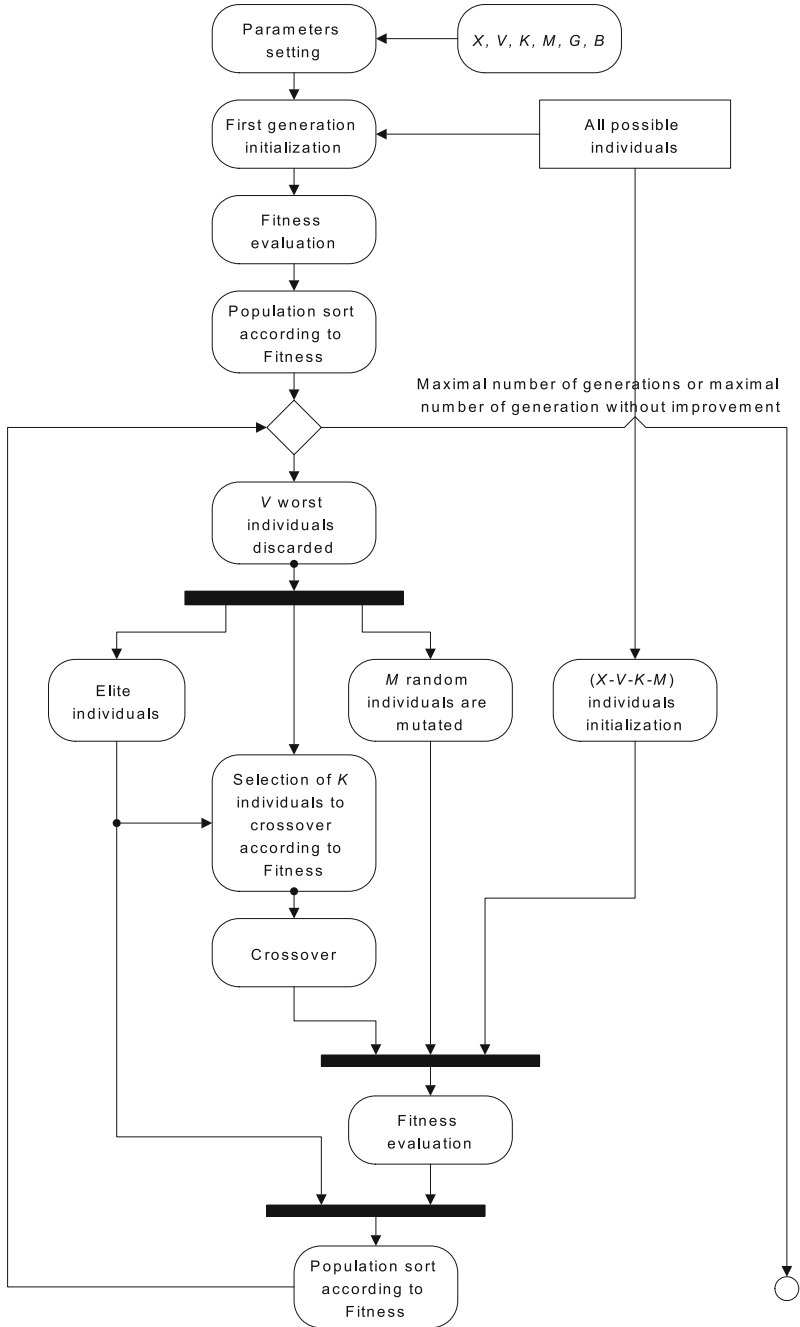 Parameters
setting
X, V, K, M, G, B
First generation
initialization
All possible
individuals
Fitness
evaluation
Population sort
according to
Fitness
Maximal number of generations or maximal
number of generation without improvement
V worst
individuals
discarded
Elite
individuals
M random
individuals are
mutated
(X-V-K-M)
individuals
initialization
Selection of K
individuals to
crossover
according to
Fitness
Crossover
Fitness
evaluation
Population sort
according to
Fitness